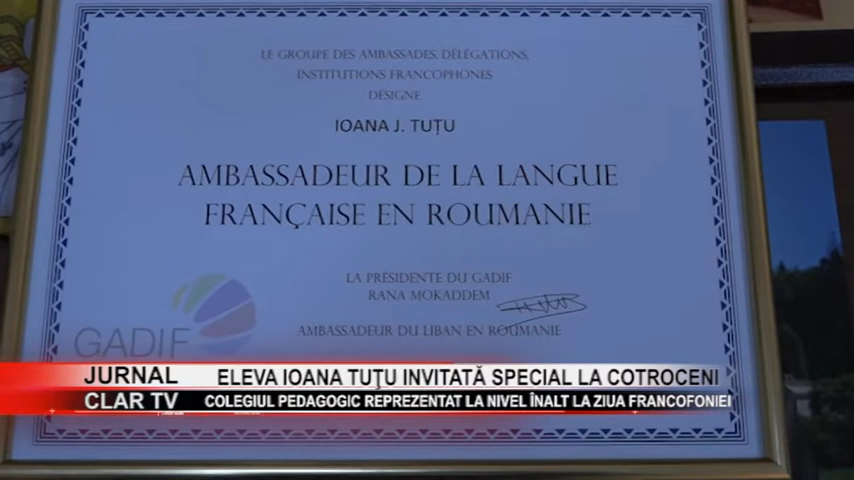 LE GROUPE DES AMBASSADES, DÉLÉGATIONS,
INSTITUTIONS FRANCOPHONES
DÉSIGNE
IOANA J. TUȚU
AMBASSADEUR DE LA LANGUE
FRANÇAISE EN ROUMANIE
LA PRÉSIDENTE DU GADIF
RANA MOKADDEM
AMBASSADEUR DU LIBAN EN ROUMANIE
GADIF
JURNAL
CLAR TV
ELEVA IOANA TUŢU INVITATĂ SPECIAL LA COTROCENI
COLEGIUL PEDAGOGIC REPREZENTAT LA NIVEL ÎNALT LA ZIUA FRANCOFONIEI